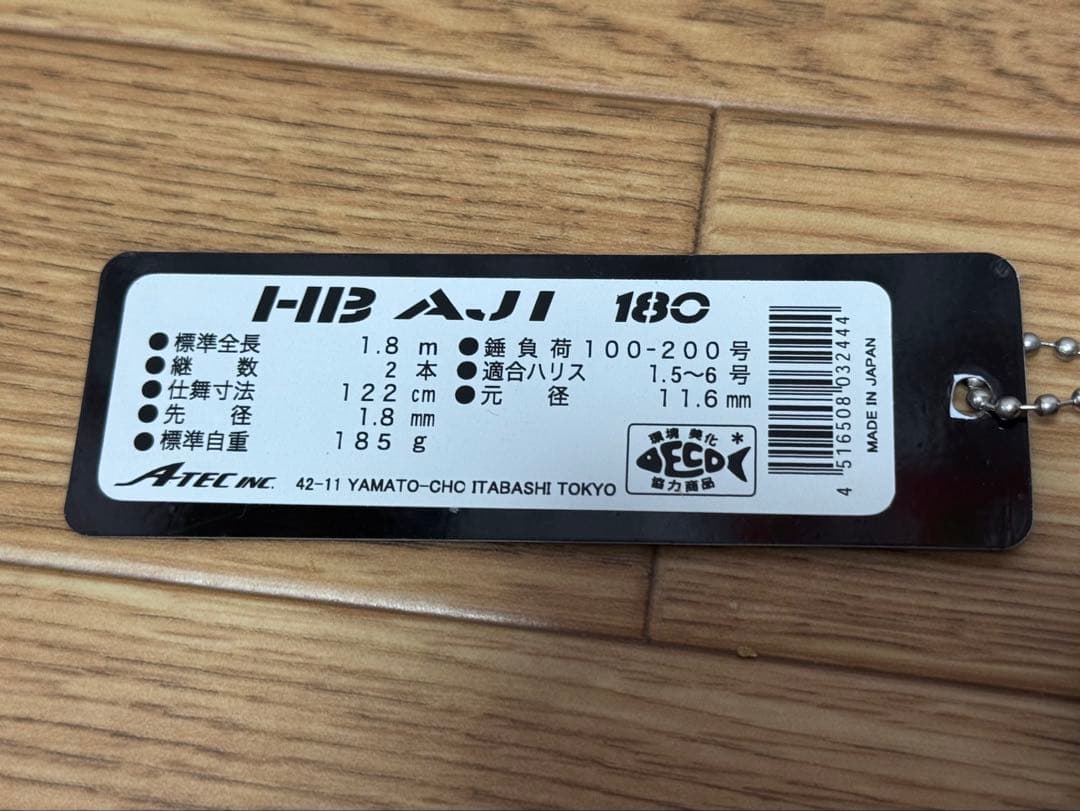 HB AJI 180
●標準全長 1.8 m
●継数 2 本
●仕舞寸法 122 cm
●先径 1.8 mm
●標準自重 185 g
●錘負荷 100-200 号
●適合ハリス 1.5～6 号
●元径 11.6 mm
環境 美化 *
ECO
協力商品
A-TEC INC. 42-11 YAMATO-CHO ITABASHI TOKYO
4 516508 032444
MADE IN JAPAN